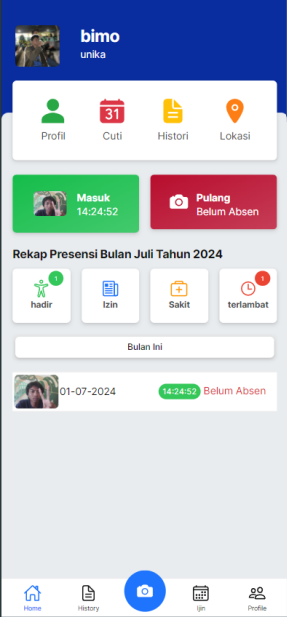 bimo
unika
31
Profil Cuti Histori Lokasi
Masuk
14:24:52
Pulang
Belum Absen
Rekap Presensi Bulan Juli Tahun 2024
1 1
hadir Izin Sakit terlambat
Bulan Ini
01-07-2024 14:24:52 Belum Absen
Home History Ijin Profile